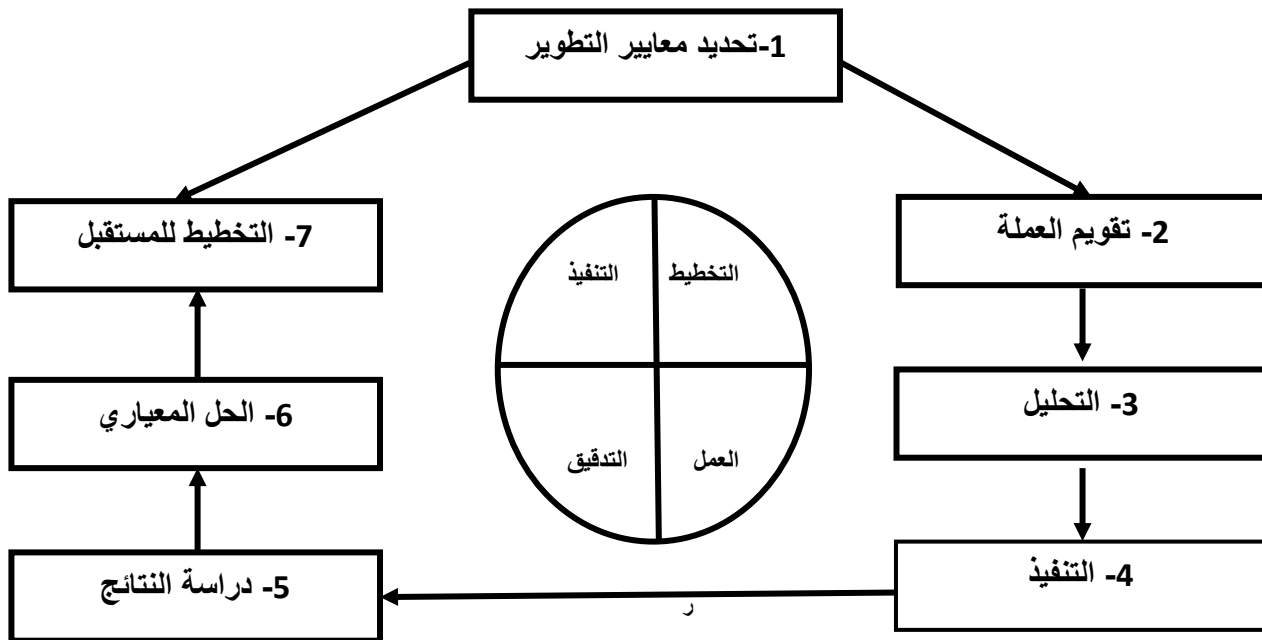 1-تحديد معايير التطوير
2- تقويم العملة
3- التحليل
4- التنفيذ
5- دراسة النتائج
6- الحل المعياري
7- التخطيط للمستقبل
التخطيط
التنفيذ
التدقيق
العمل
ر